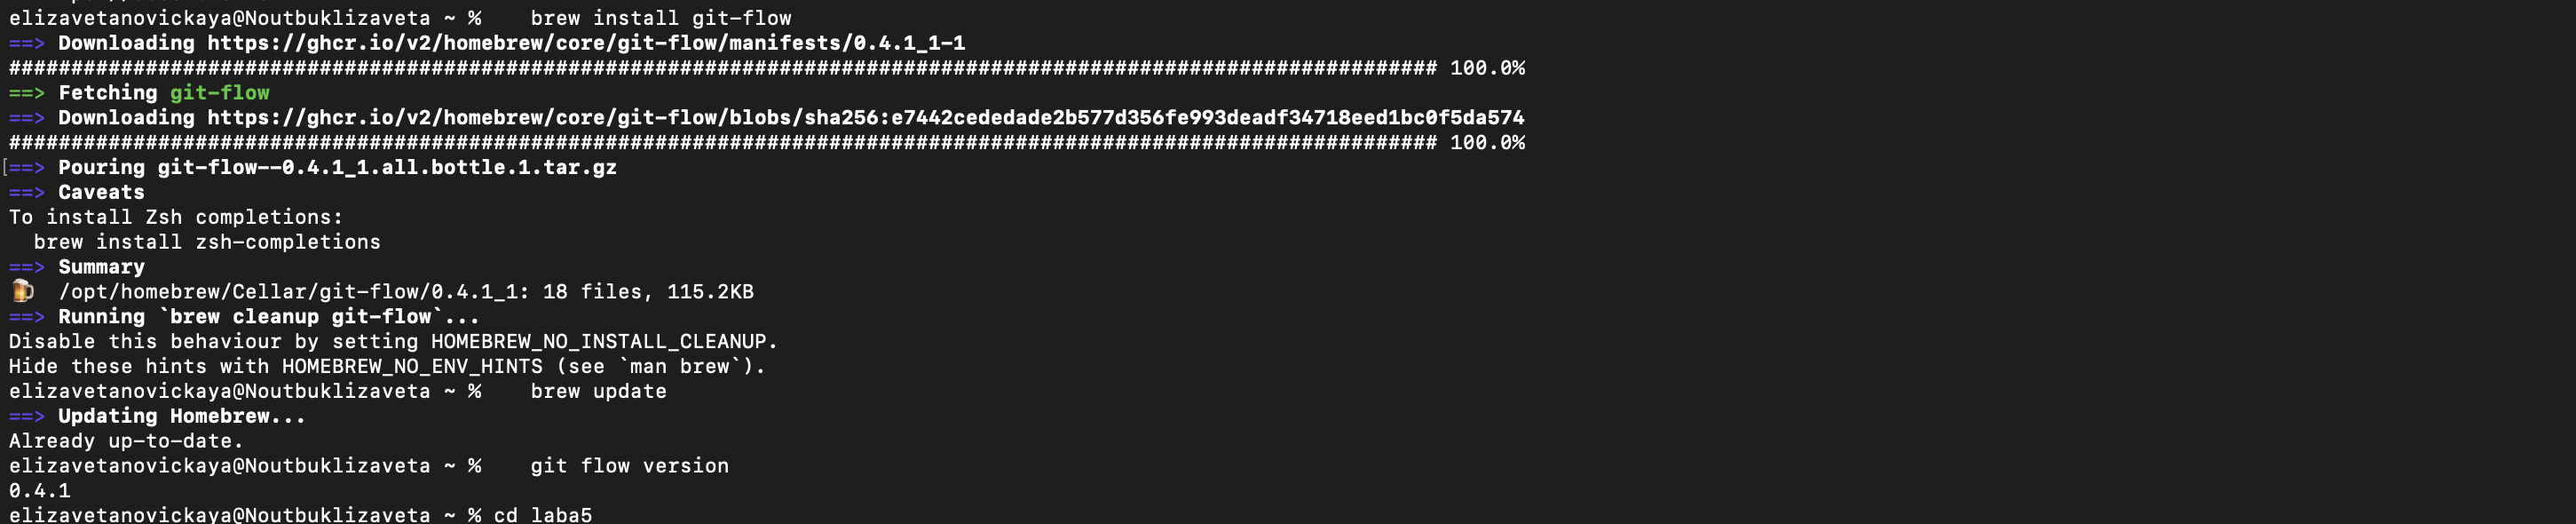 elizavetanovickaya@Noutbuklizaveta ~ %    brew install git-flow
==> Downloading https://ghcr.io/v2/homebrew/core/git-flow/manifests/0.4.1_1-1
################################################################################################################### 100.0%
==> Fetching git-flow
==> Downloading https://ghcr.io/v2/homebrew/core/git-flow/blobs/sha256:e7442cededade2b577d356fe993deadf34718eed1bc0f5da574
################################################################################################################### 100.0%
[==> Pouring git-flow--0.4.1_1.all.bottle.1.tar.gz
==> Caveats
To install Zsh completions:
  brew install zsh-completions
==> Summary
🍺  /opt/homebrew/Cellar/git-flow/0.4.1_1: 18 files, 115.2KB
==> Running `brew cleanup git-flow`...
Disable this behaviour by setting HOMEBREW_NO_INSTALL_CLEANUP.
Hide these hints with HOMEBREW_NO_ENV_HINTS (see `man brew`).
elizavetanovickaya@Noutbuklizaveta ~ %    brew update
==> Updating Homebrew...
Already up-to-date.
elizavetanovickaya@Noutbuklizaveta ~ %    git flow version
0.4.1
elizavetanovickaya@Noutbuklizaveta ~ % cd laba5